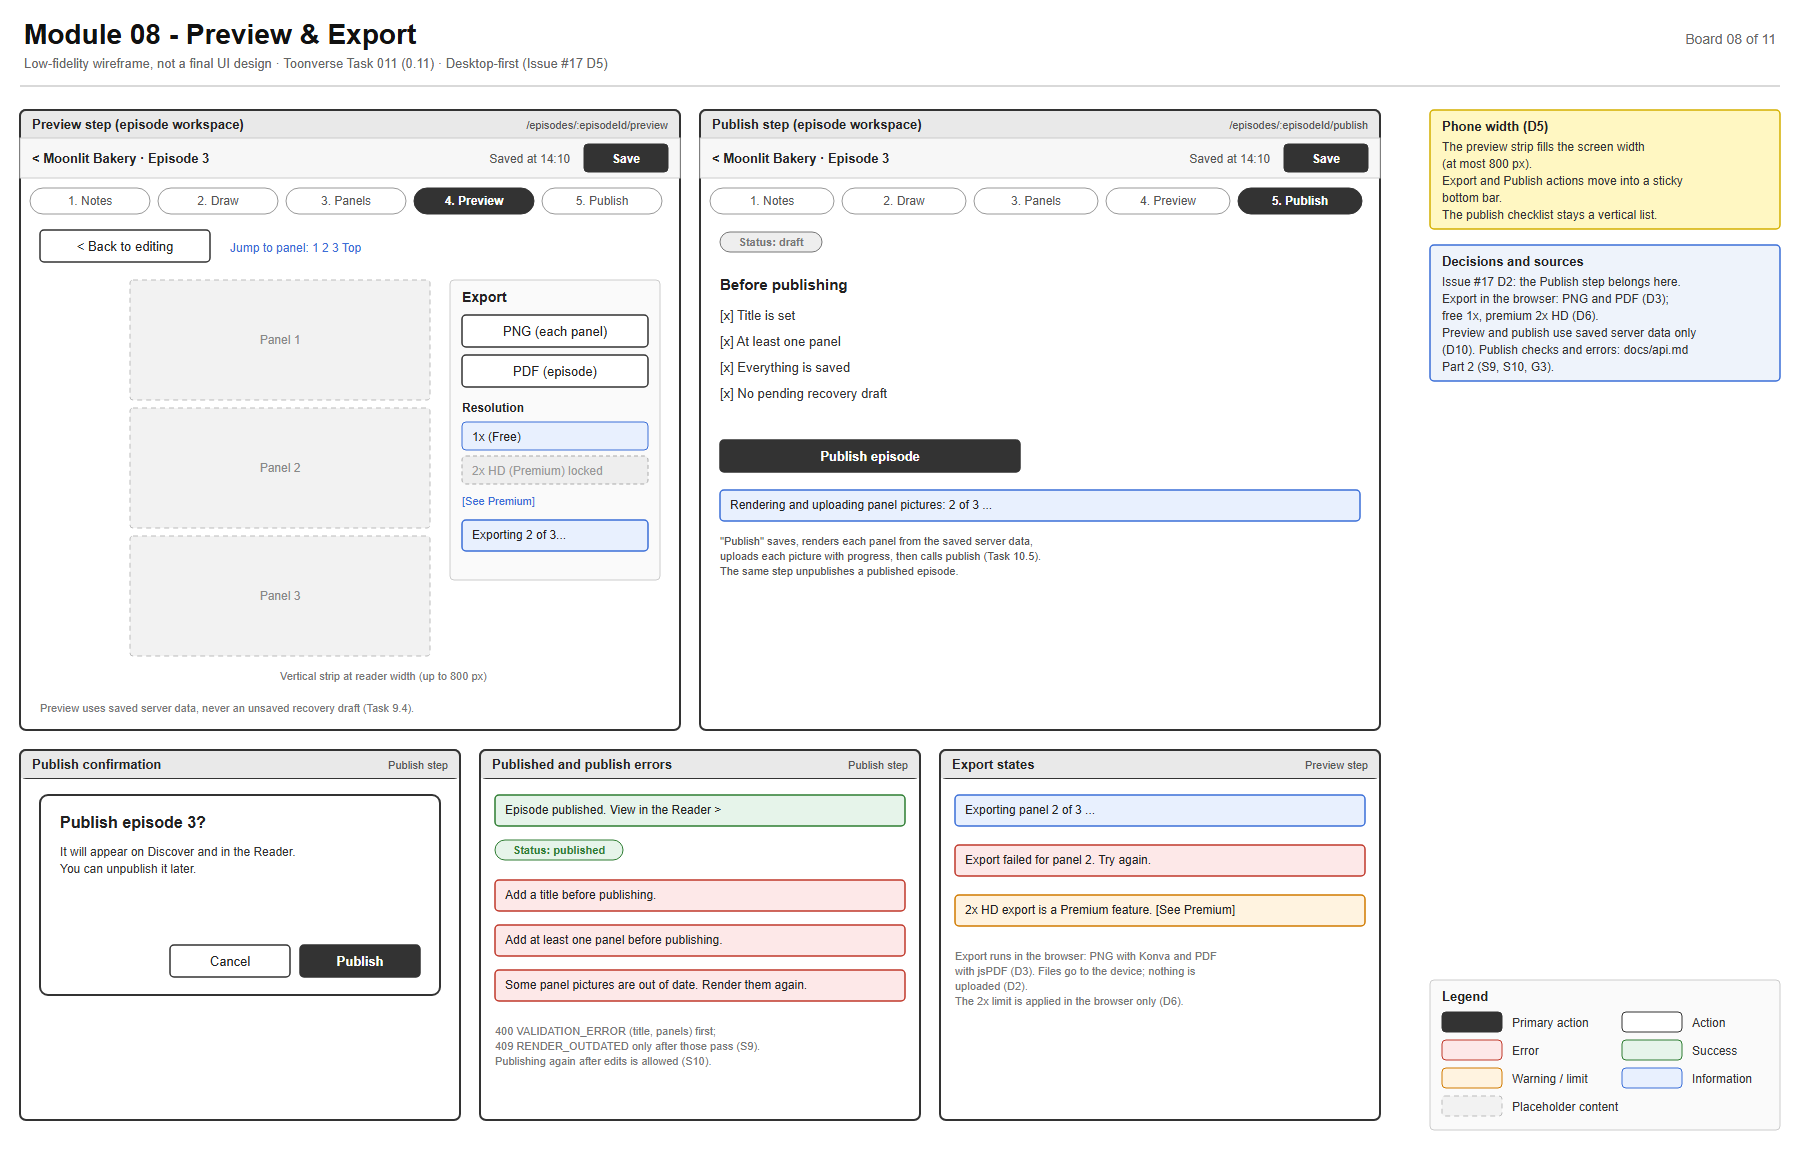 Module 08 - Preview & Export
Board 08 of 11
Low-fidelity wireframe, not a final UI design · Toonverse Task 011 (0.11) · Desktop-first (Issue #17 D5)
Preview step (episode workspace)
/episodes/:episodeId/preview
< Moonlit Bakery · Episode 3
Saved at 14:10
Save
1. Notes
2. Draw
3. Panels
4. Preview
5. Publish
< Back to editing
Jump to panel: 1 2 3 Top
Panel 1
Panel 2
Panel 3
Export
PNG (each panel)
PDF (episode)
Resolution
1x (Free)
2x HD (Premium) locked
[See Premium]
Exporting 2 of 3...
Vertical strip at reader width (up to 800 px)
Preview uses saved server data, never an unsaved recovery draft (Task 9.4).
Publish step (episode workspace)
/episodes/:episodeId/publish
< Moonlit Bakery · Episode 3
Saved at 14:10
Save
1. Notes
2. Draw
3. Panels
4. Preview
5. Publish
Status: draft
Before publishing
[x] Title is set
[x] At least one panel
[x] Everything is saved
[x] No pending recovery draft
Publish episode
Rendering and uploading panel pictures: 2 of 3 ...
"Publish" saves, renders each panel from the saved server data,
uploads each picture with progress, then calls publish (Task 10.5).
The same step unpublishes a published episode.
Phone width (D5)
The preview strip fills the screen width
(at most 800 px).
Export and Publish actions move into a sticky
bottom bar.
The publish checklist stays a vertical list.
Decisions and sources
Issue #17 D2: the Publish step belongs here.
Export in the browser: PNG and PDF (D3);
free 1x, premium 2x HD (D6).
Preview and publish use saved server data only
(D10). Publish checks and errors: docs/api.md
Part 2 (S9, S10, G3).
Publish confirmation
Publish step
Publish episode 3?
It will appear on Discover and in the Reader.
You can unpublish it later.
Cancel
Publish
Published and publish errors
Publish step
Episode published. View in the Reader >
Status: published
Add a title before publishing.
Add at least one panel before publishing.
Some panel pictures are out of date. Render them again.
400 VALIDATION_ERROR (title, panels) first;
409 RENDER_OUTDATED only after those pass (S9).
Publishing again after edits is allowed (S10).
Export states
Preview step
Exporting panel 2 of 3 ...
Export failed for panel 2. Try again.
2x HD export is a Premium feature. [See Premium]
Export runs in the browser: PNG with Konva and PDF
with jsPDF (D3). Files go to the device; nothing is
uploaded (D2).
The 2x limit is applied in the browser only (D6).
Legend
Primary action
Action
Error
Success
Warning / limit
Information
Placeholder content